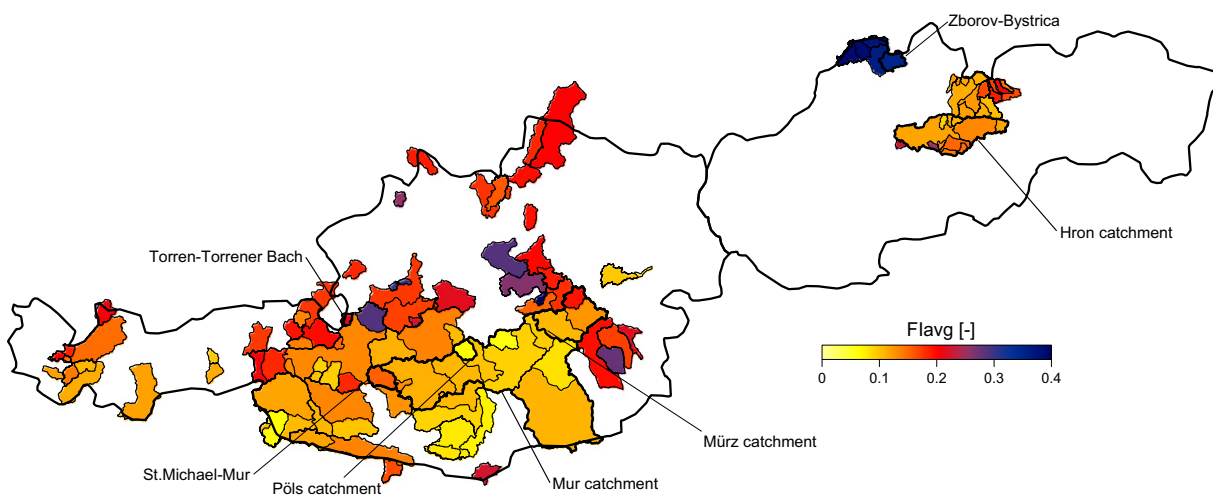 Zborov-Bystrica
Hron catchment
Torren-Torrener Bach
Flavg [-]
0 0.1 0.2 0.3 0.4
Mürz catchment
St.Michael-Mur
Pöls catchment
Mur catchment